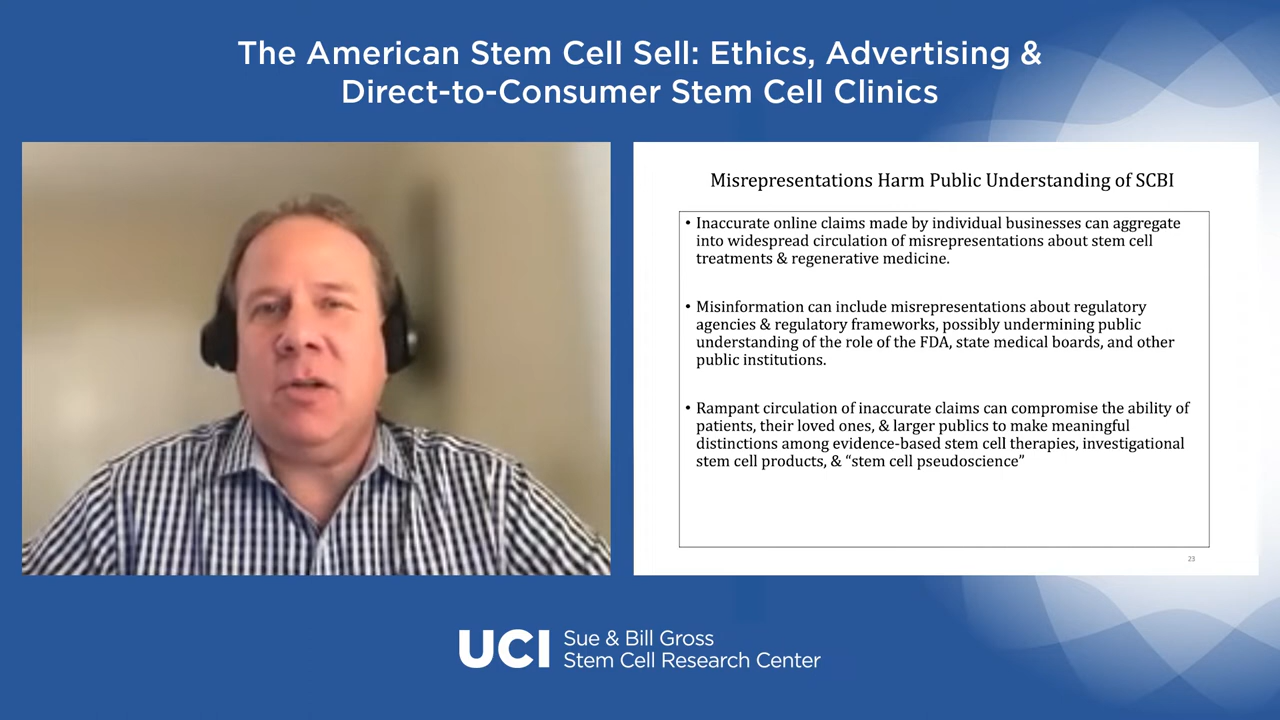 The American Stem Cell Sell: Ethics, Advertising &
Direct-to-Consumer Stem Cell Clinics
Misrepresentations Harm Public Understanding of SCBI
• Inaccurate online claims made by individual businesses can aggregate
into widespread circulation of misrepresentations about stem cell
treatments & regenerative medicine.
• Misinformation can include misrepresentations about regulatory
agencies & regulatory frameworks, possibly undermining public
understanding of the role of the FDA, state medical boards, and other
public institutions.
• Rampant circulation of inaccurate claims can compromise the ability of
patients, their loved ones, & larger publics to make meaningful
distinctions among evidence-based stem cell therapies, investigational
stem cell products, & “stem cell pseudoscience”
23
UCI Sue & Bill Gross
Stem Cell Research Center